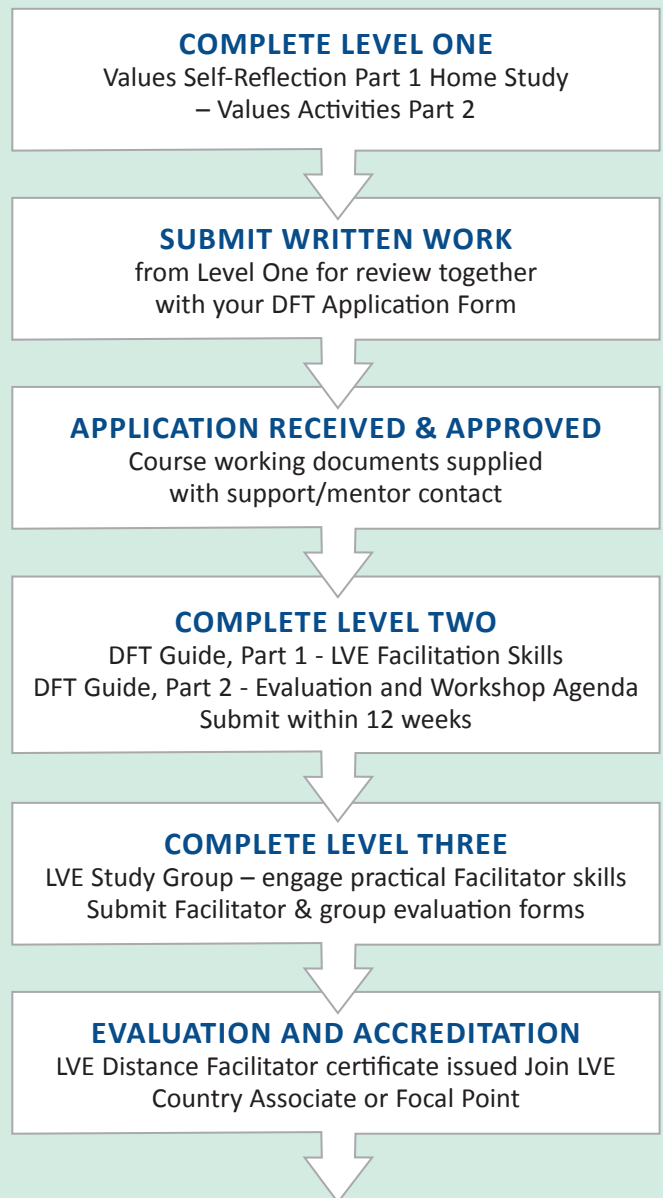 COMPLETE LEVEL ONE
Values Self-Reflection Part 1 Home Study
– Values Activities Part 2
SUBMIT WRITTEN WORK
from Level One for review together
with your DFT Application Form
APPLICATION RECEIVED & APPROVED
Course working documents supplied
with support/mentor contact
COMPLETE LEVEL TWO
DFT Guide, Part 1 - LVE Facilitation Skills
DFT Guide, Part 2 - Evaluation and Workshop Agenda
Submit within 12 weeks
COMPLETE LEVEL THREE
LVE Study Group – engage practical Facilitator skills
Submit Facilitator & group evaluation forms
EVALUATION AND ACCREDITATION
LVE Distance Facilitator certificate issued Join LVE
Country Associate or Focal Point